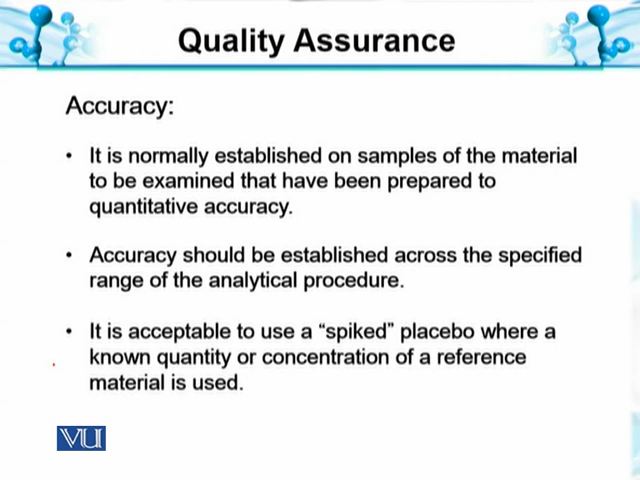 Quality Assurance
Accuracy:
• It is normally established on samples of the material
to be examined that have been prepared to
quantitative accuracy.
• Accuracy should be established across the specified
range of the analytical procedure.
• It is acceptable to use a “spiked” placebo where a
known quantity or concentration of a reference
material is used.
VU